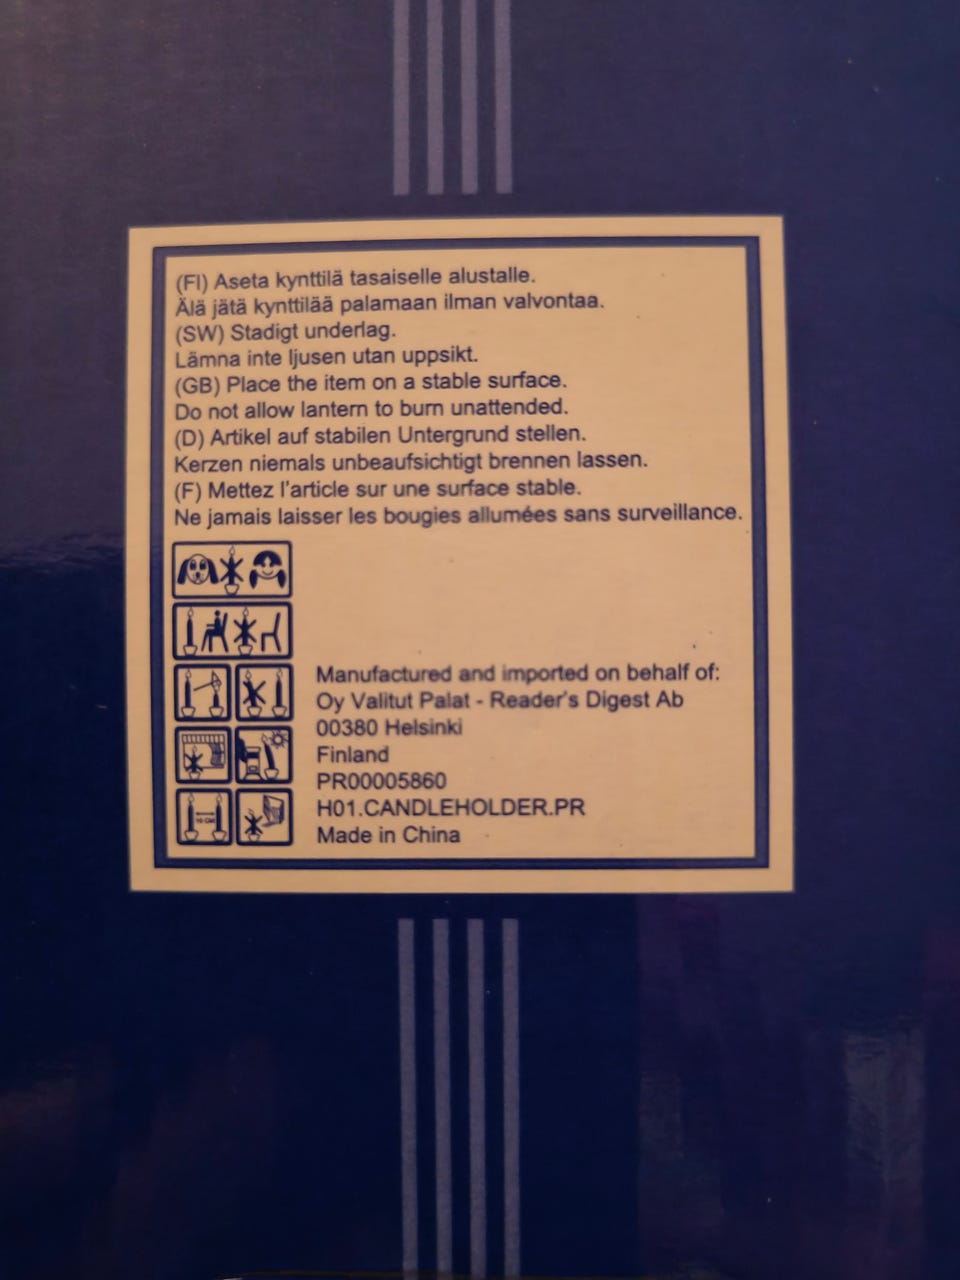 (FI) Aseta kynttilä tasaiselle alustalle.
Älä jätä kynttilää palamaan ilman valvontaa.
(SW) Stadigt underlag.
Lämna inte ljusen utan uppsikt.
(GB) Place the item on a stable surface.
Do not allow lantern to burn unattended.
(D) Artikel auf stabilen Untergrund stellen.
Kerzen niemals unbeaufsichtigt brennen lassen.
(F) Mettez l'article sur une surface stable.
Ne jamais laisser les bougies allumées sans surveillance.
Manufactured and imported on behalf of:
Oy Valitut Palat - Reader's Digest Ab
00380 Helsinki
Finland
PR00005860
H01.CANDLEHOLDER.PR
Made in China
10 CM